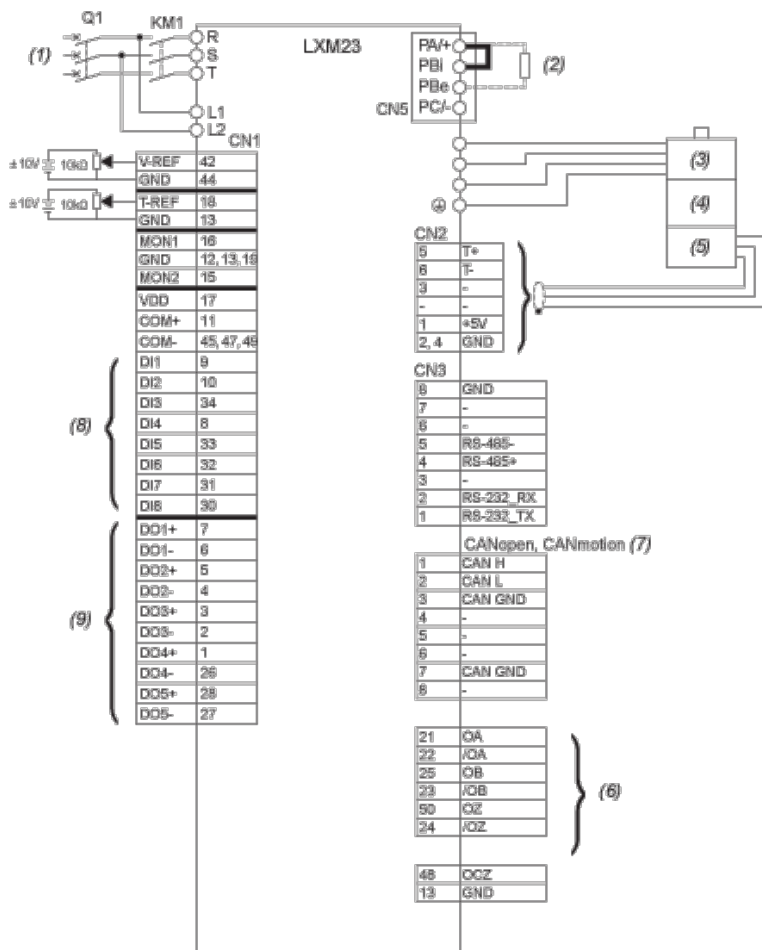 Q1
KM1
(1)
R
S
T
L1
L2
LXM23
PA/+
PBi
PBe
PC/-
CN5
(2)
CN1
±10V 10kΩ V-REF 42
GND 44
±10V 10kΩ T-REF 18
GND 13
MON1 16
GND 12, 13, 19
MON2 15
VDD 17
COM+ 11
COM- 45, 47, 49
(8)
DI1 9
DI2 10
DI3 34
DI4 8
DI5 33
DI6 32
DI7 31
DI8 30
(9)
DO1+ 7
DO1- 6
DO2+ 5
DO2- 4
DO3+ 3
DO3- 2
DO4+ 1
DO4- 26
DO5+ 28
DO5- 27
(3)
(4)
(5)
CN2
5 T+
6 T-
3 -
- -
1 +5V
2, 4 GND
CN3
8 GND
7 -
6 -
5 RS-485-
4 RS-485+
3 -
2 RS-232_RX
1 RS-232_TX
CANopen, CANmotion (7)
1 CAN H
2 CAN L
3 CAN GND
4 -
5 -
6 -
7 CAN GND
8 -
21 OA
22 /OA
25 OB
23 /OB
50 OZ
24 /OZ
(6)
48 OCZ
13 GND